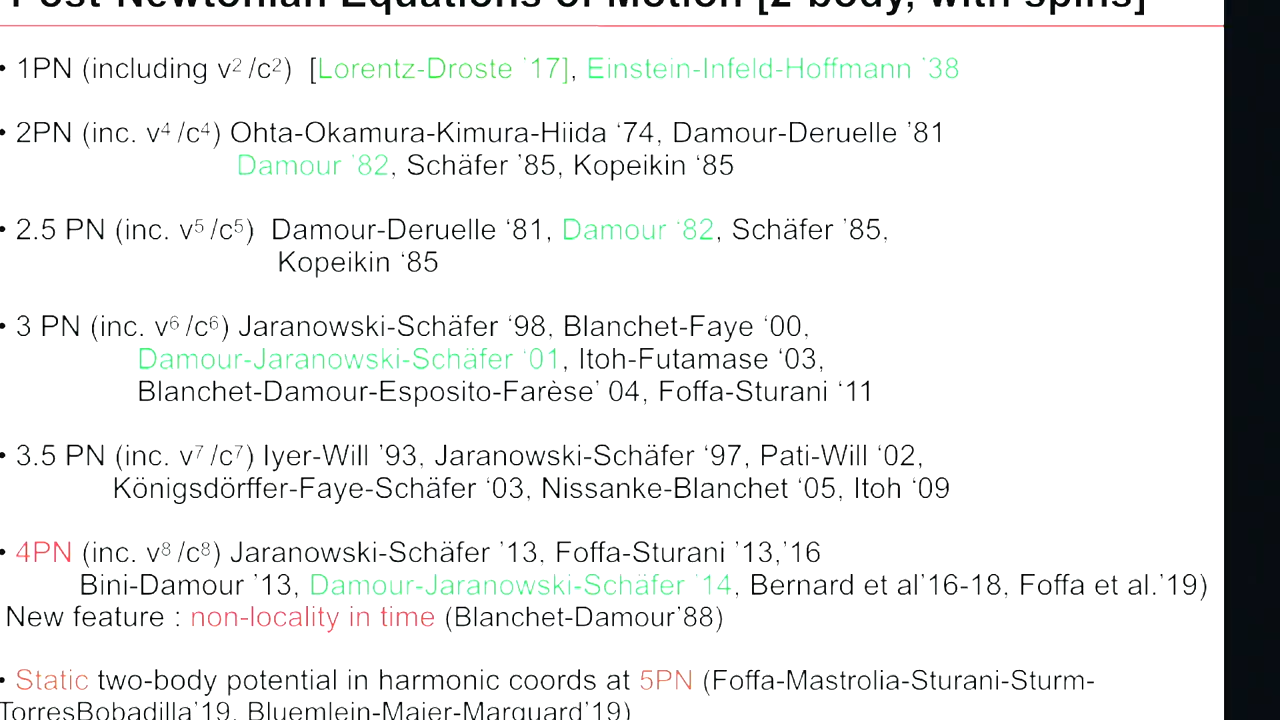 Post-Newtonian Equations of Motion [2-body, with spins]
• 1PN (including v² /c²) [Lorentz-Droste ’17], Einstein-Infeld-Hoffmann ’38
• 2PN (inc. v⁴ /c⁴) Ohta-Okamura-Kimura-Hiida ‘74, Damour-Deruelle ’81
Damour ’82, Schäfer ’85, Kopeikin ‘85
• 2.5 PN (inc. v⁵ /c⁵) Damour-Deruelle ‘81, Damour ‘82, Schäfer ’85,
Kopeikin ‘85
• 3 PN (inc. v⁶ /c⁶) Jaranowski-Schäfer ‘98, Blanchet-Faye ‘00,
Damour-Jaranowski-Schäfer ‘01, Itoh-Futamase ‘03,
Blanchet-Damour-Esposito-Farèse’ 04, Foffa-Sturani ‘11
• 3.5 PN (inc. v⁷ /c⁷) Iyer-Will ’93, Jaranowski-Schäfer ‘97, Pati-Will ‘02,
Königsdörffer-Faye-Schäfer ‘03, Nissanke-Blanchet ‘05, Itoh ‘09
• 4PN (inc. v⁸ /c⁸) Jaranowski-Schäfer ’13, Foffa-Sturani ’13,’16
Bini-Damour ’13, Damour-Jaranowski-Schäfer ’14, Bernard et al’16-18, Foffa et al.’19)
New feature : non-locality in time (Blanchet-Damour’88)
• Static two-body potential in harmonic coords at 5PN (Foffa-Mastrolia-Sturani-Sturm-
TorresBobadilla’19, Bluemlein-Maier-Marquard’19)